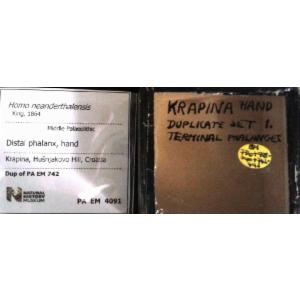 Homo neanderthalensis
King, 1864
Middle Palaeolithic
Distal phalanx, hand
Krapina, Hušnjakovo Hill, Croatia
Dup of PA EM 742
NATURAL
HISTORY
MUSEUM
PA EM 4091
KRAPINA HAND
DUPLICATE SET 1.
TERMINAL PHALANGES